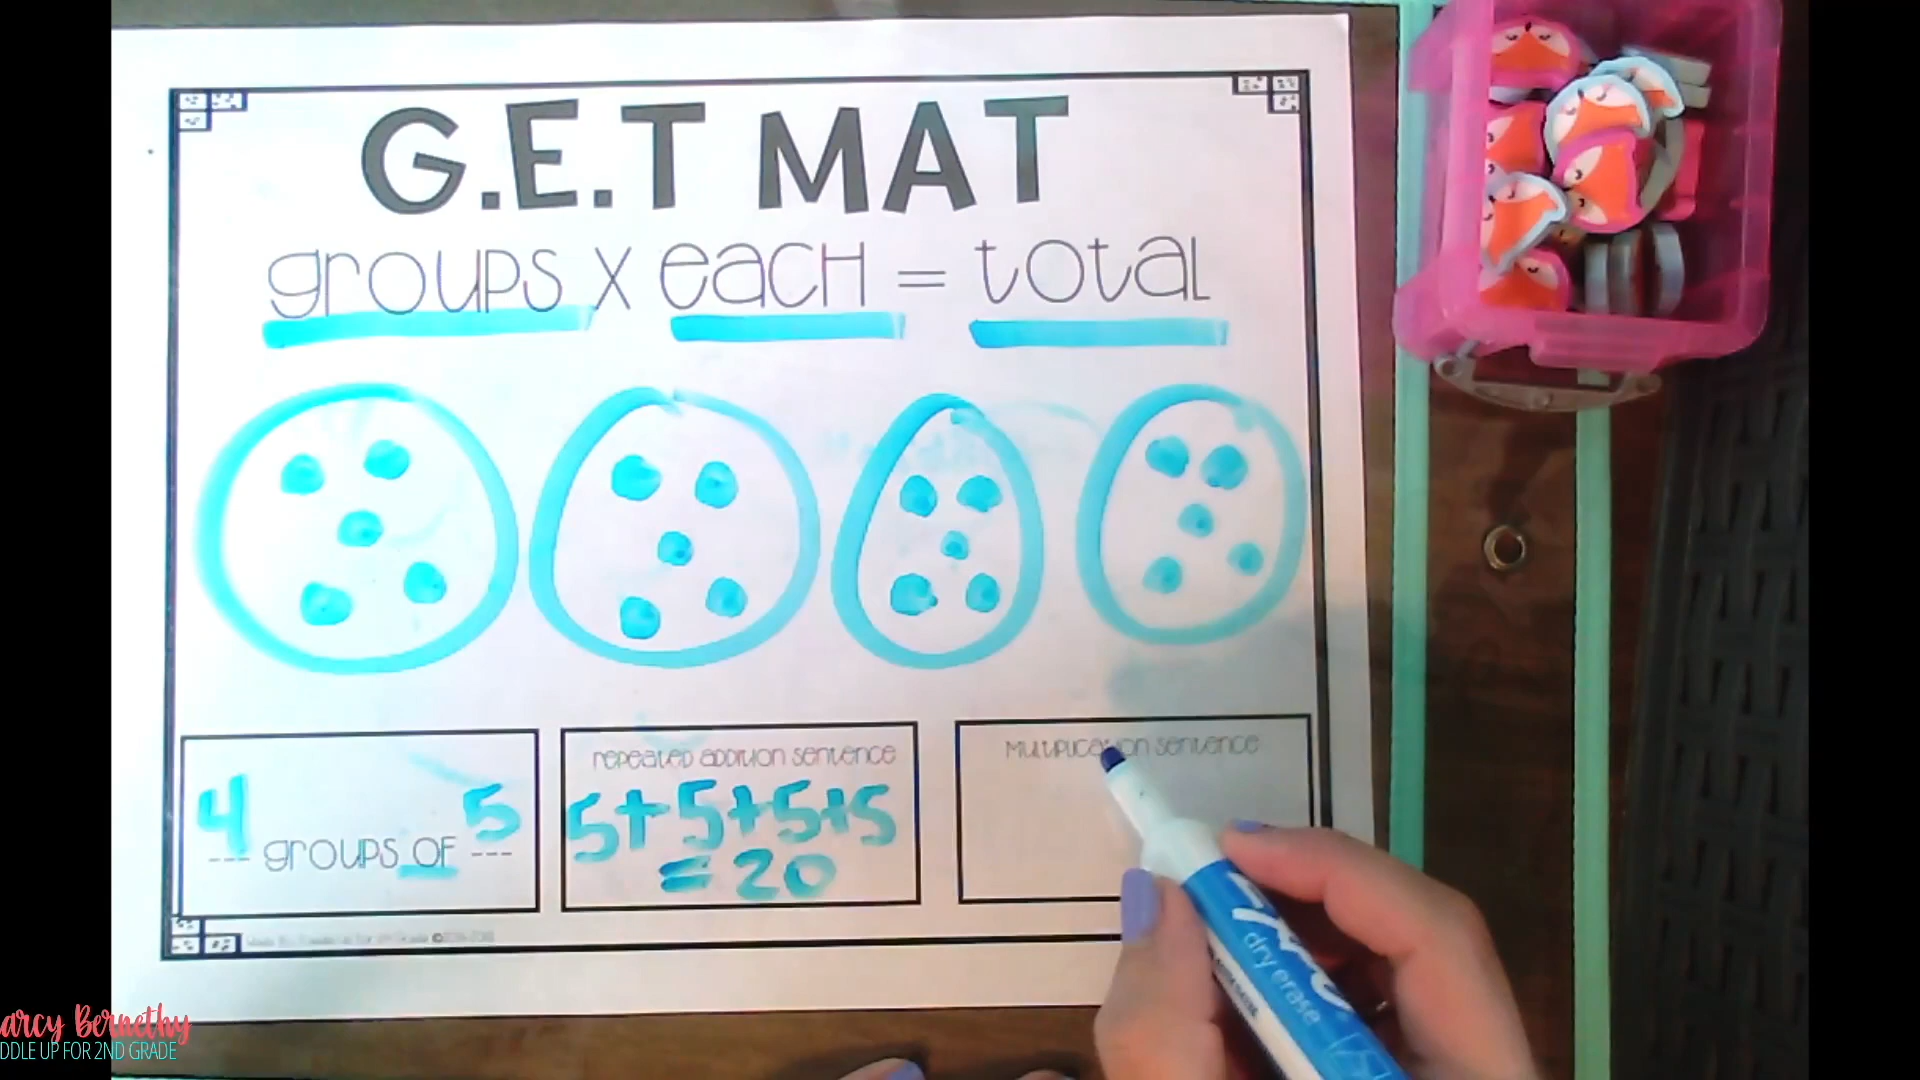 G.E.T MAT
groups x each = total
4 groups of 5
repeated addition sentence
5+5+5+5
= 20
Multiplication sentence
dry erase
arcy Bernethy
DDLE UP FOR 2ND GRADE